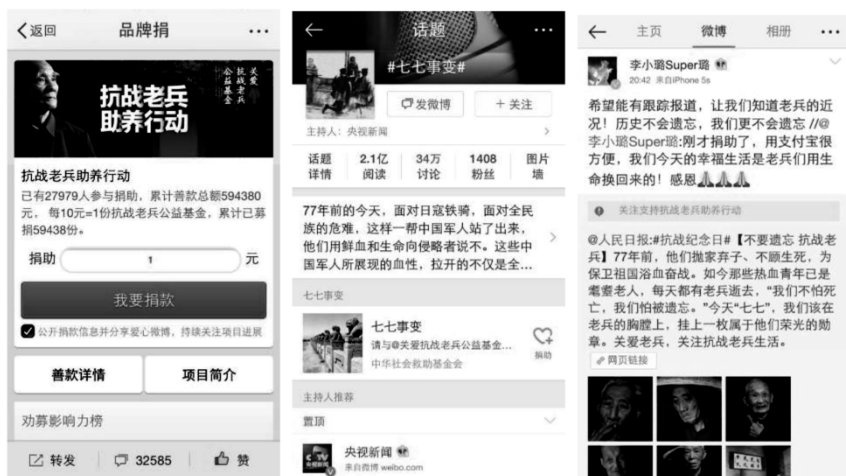 返回
品牌捐
关爱
抗战老兵
公益基金
抗战老兵
助养行动
抗战老兵助养行动
已有27979人参与捐助，累计善款总额594380
元，每10元=1份抗战老兵公益基金，累计已募
捐59438份。
捐助 1 元
我要捐款
公开捐款信息并分享爱心微博，持续关注项目进展
善款详情 项目简介
劝募影响力榜
转发 32585 赞
话题
#七七事变#
发微博 + 关注
主持人：央视新闻
话题 2.1亿 34万 1408 图片
详情 阅读 讨论 粉丝 墙
77年前的今天，面对日寇铁骑，面对全民
族的危难，这样一帮中国军人站了出来，
他们用鲜血和生命向侵略者说不。这些中
国军人所展现的血性，拉开的不仅是全...
七七事变
七七事变
请与@关爱抗战老兵公益基金...
中华社会救助基金会
捐助
主持人推荐
置顶
央视新闻
来自微博 weibo.com
主页 微博 相册
李小璐Super璐
20:42 来自iPhone 5s
希望能有跟踪报道，让我们知道老兵的近
况！历史不会遗忘，我们更不会遗忘 //@
李小璐Super璐:刚才捐助了，用支付宝很
方便，我们今天的幸福生活是老兵们用生
命换回来的！感恩🙏🙏🙏
关注支持抗战老兵助养行动
@人民日报:#抗战纪念日#【不要遗忘 抗战老
兵】77年前，他们抛家弃子、不顾生死，为
保卫祖国浴血奋战。如今那些热血青年已是
耄耋老人，每天都有老兵逝去，“我们不怕死
亡，我们怕被遗忘。”今天“七七”，我们该在
老兵的胸膛上，挂上一枚属于他们荣光的勋
章。关爱老兵，关注抗战老兵生活。
网页链接